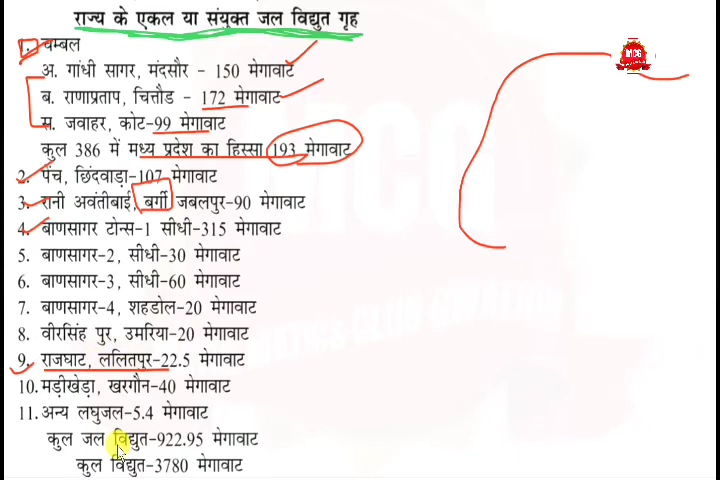 राज्य के एकल या संयुक्त जल विद्युत गृह
1. चम्बल
अ. गांधी सागर, मंदसौर - 150 मेगावाट
ब. राणाप्रताप, चित्तौड - 172 मेगावाट
स. जवाहर, कोट-99 मेगावाट
कुल 386 में मध्य प्रदेश का हिस्सा 193 मेगावाट
2. पंच, छिंदवाड़ा-107 मेगावाट
3. रानी अवंतीबाई, बर्गी जबलपुर-90 मेगावाट
4. बाणसागर टोन्स-1 सीधी-315 मेगावाट
5. बाणसागर-2, सीधी-30 मेगावाट
6. बाणसागर-3, सीधी-60 मेगावाट
7. बाणसागर-4, शहडोल-20 मेगावाट
8. वीरसिंह पुर, उमरिया-20 मेगावाट
9. राजघाट, ललितपुर-22.5 मेगावाट
10. मड़ीखेड़ा, खरगौन-40 मेगावाट
11. अन्य लघुजल-5.4 मेगावाट
कुल जल विद्युत-922.95 मेगावाट
कुल विद्युत-3780 मेगावाट
MCG